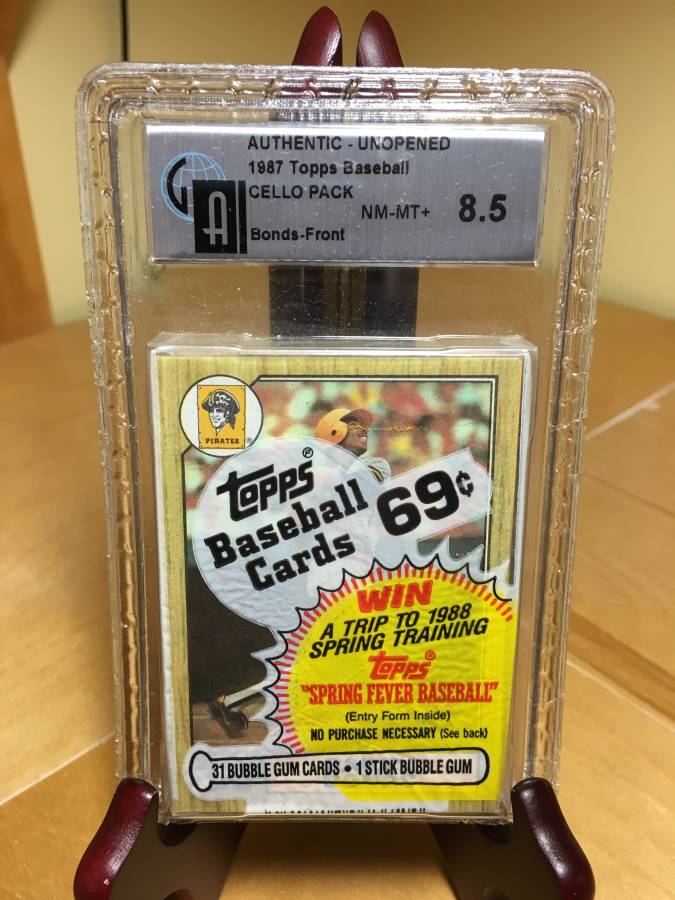 AUTHENTIC - UNOPENED
1987 Topps Baseball
CELLO PACK
NM-MT+ 8.5
Bonds-Front
GA
PIRATES
Topps®
Baseball
Cards
69¢
WIN
A TRIP TO 1988
SPRING TRAINING
Topps®
"SPRING FEVER BASEBALL"
(Entry Form Inside)
NO PURCHASE NECESSARY (See back)
31 BUBBLE GUM CARDS • 1 STICK BUBBLE GUM